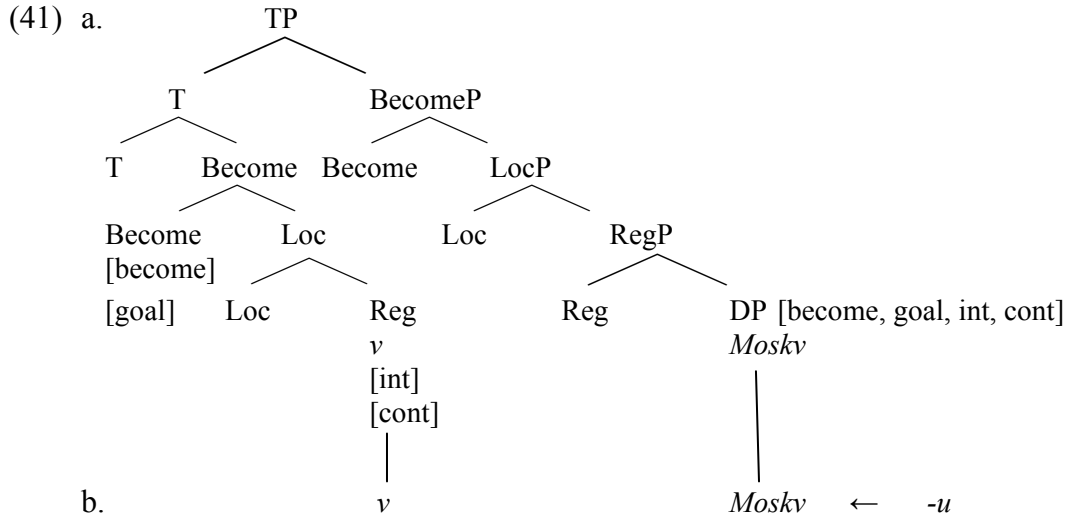 (41) a. TP
T BecomeP
T Become Become LocP
Become Loc Loc RegP
[become]
[goal] Loc Reg Reg DP [become, goal, int, cont]
v Moskv
[int]
[cont]
b. v Moskv ← -u